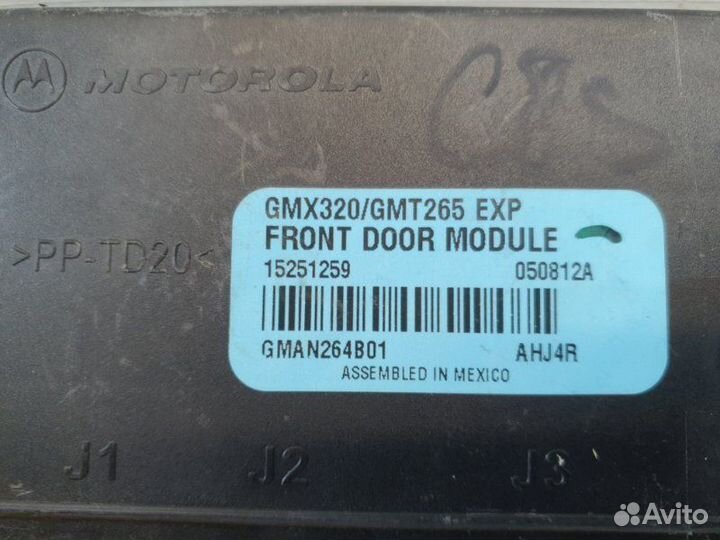 MOTOROLA
GMX320/GMT265 EXP
FRONT DOOR MODULE
>PP-TD20<
15251259 050812A
GMAN264B01 AHJ4R
ASSEMBLED IN MEXICO
J1 J2 J3
Avito